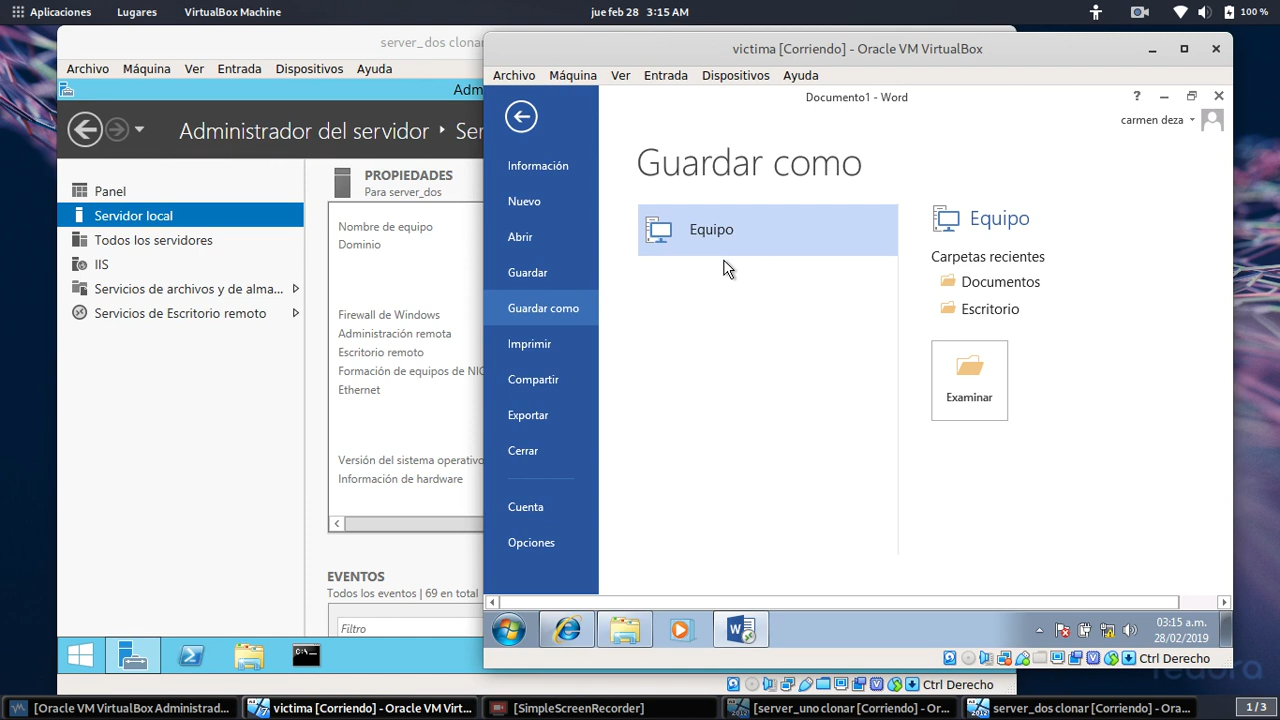 Aplicaciones Lugares VirtualBox Machine jue feb 28 3:15 AM 100 %
server_dos clonar
Archivo Máquina Ver Entrada Dispositivos Ayuda
Adm
Administrador del servidor Ser
Panel
Servidor local
Todos los servidores
IIS
Servicios de archivos y de alma...
Servicios de Escritorio remoto
PROPIEDADES
Para server_dos
Nombre de equipo
Dominio
Firewall de Windows
Administración remota
Escritorio remoto
Formación de equipos de NIC
Ethernet
Versión del sistema operativo
Información de hardware
EVENTOS
Todos los eventos | 69 en total
Filtro
Ctrl Derecho
victima [Corriendo] - Oracle VM VirtualBox
Archivo Máquina Ver Entrada Dispositivos Ayuda
Documento1 - Word
carmen deza
Información
Nuevo
Abrir
Guardar
Guardar como
Imprimir
Compartir
Exportar
Cerrar
Cuenta
Opciones
Guardar como
Equipo
Equipo
Carpetas recientes
Documentos
Escritorio
Examinar
03:15 a.m.
28/02/2019
Ctrl Derecho
[Oracle VM VirtualBox Administrad... victima [Corriendo] - Oracle VM Virt... [SimpleScreenRecorder] [server_uno clonar [Corriendo] - Or... [server_dos clonar [Corriendo] - Ora... 1 / 3